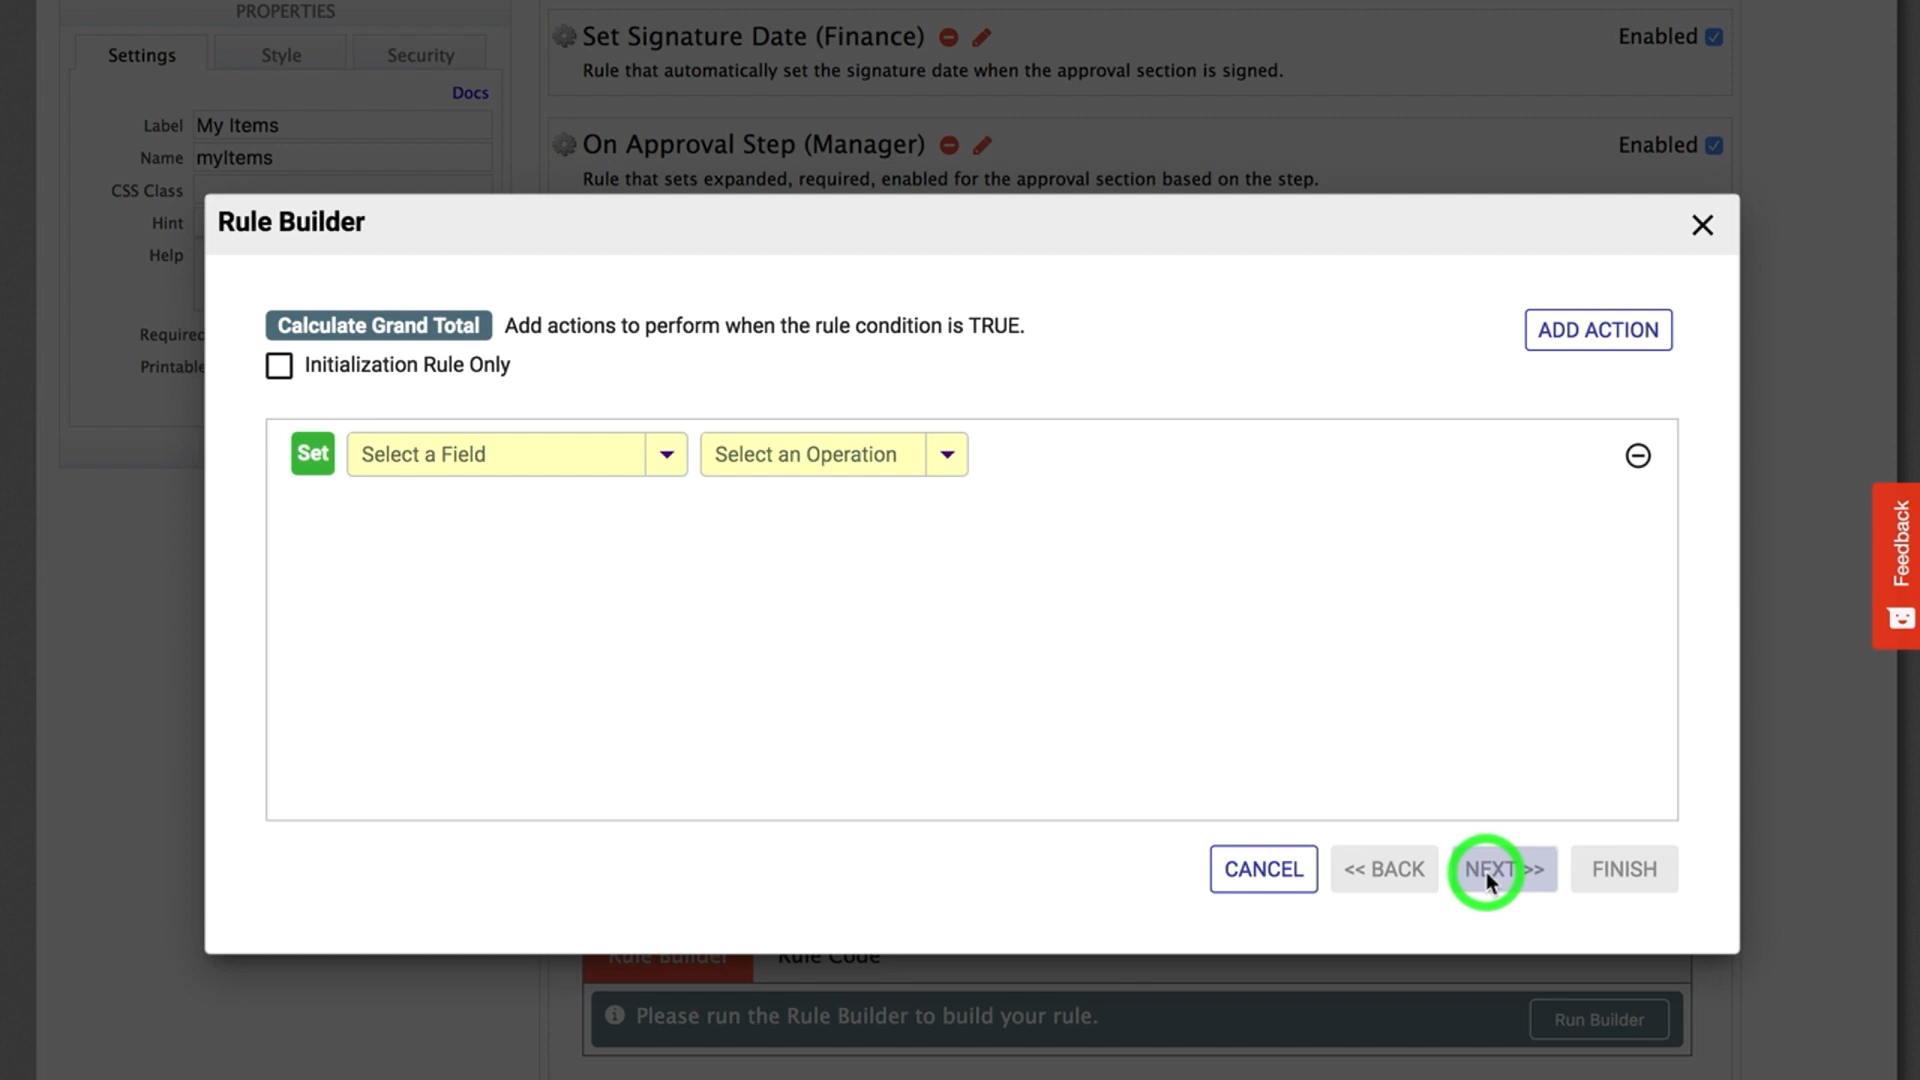 PROPERTIES
Settings
Style
Security
Docs
Label
My Items
Name
myItems
CSS Class
Hint
Help
Required
Printable
Set Signature Date (Finance)
Enabled
Rule that automatically set the signature date when the approval section is signed.
On Approval Step (Manager)
Enabled
Rule that sets expanded, required, enabled for the approval section based on the step.
Rule Builder
Calculate Grand Total
Add actions to perform when the rule condition is TRUE.
ADD ACTION
Initialization Rule Only
Set
Select a Field
Select an Operation
CANCEL
<< BACK
NEXT >>
FINISH
Feedback
Rule Builder
Rule Code
Please run the Rule Builder to build your rule.
Run Builder